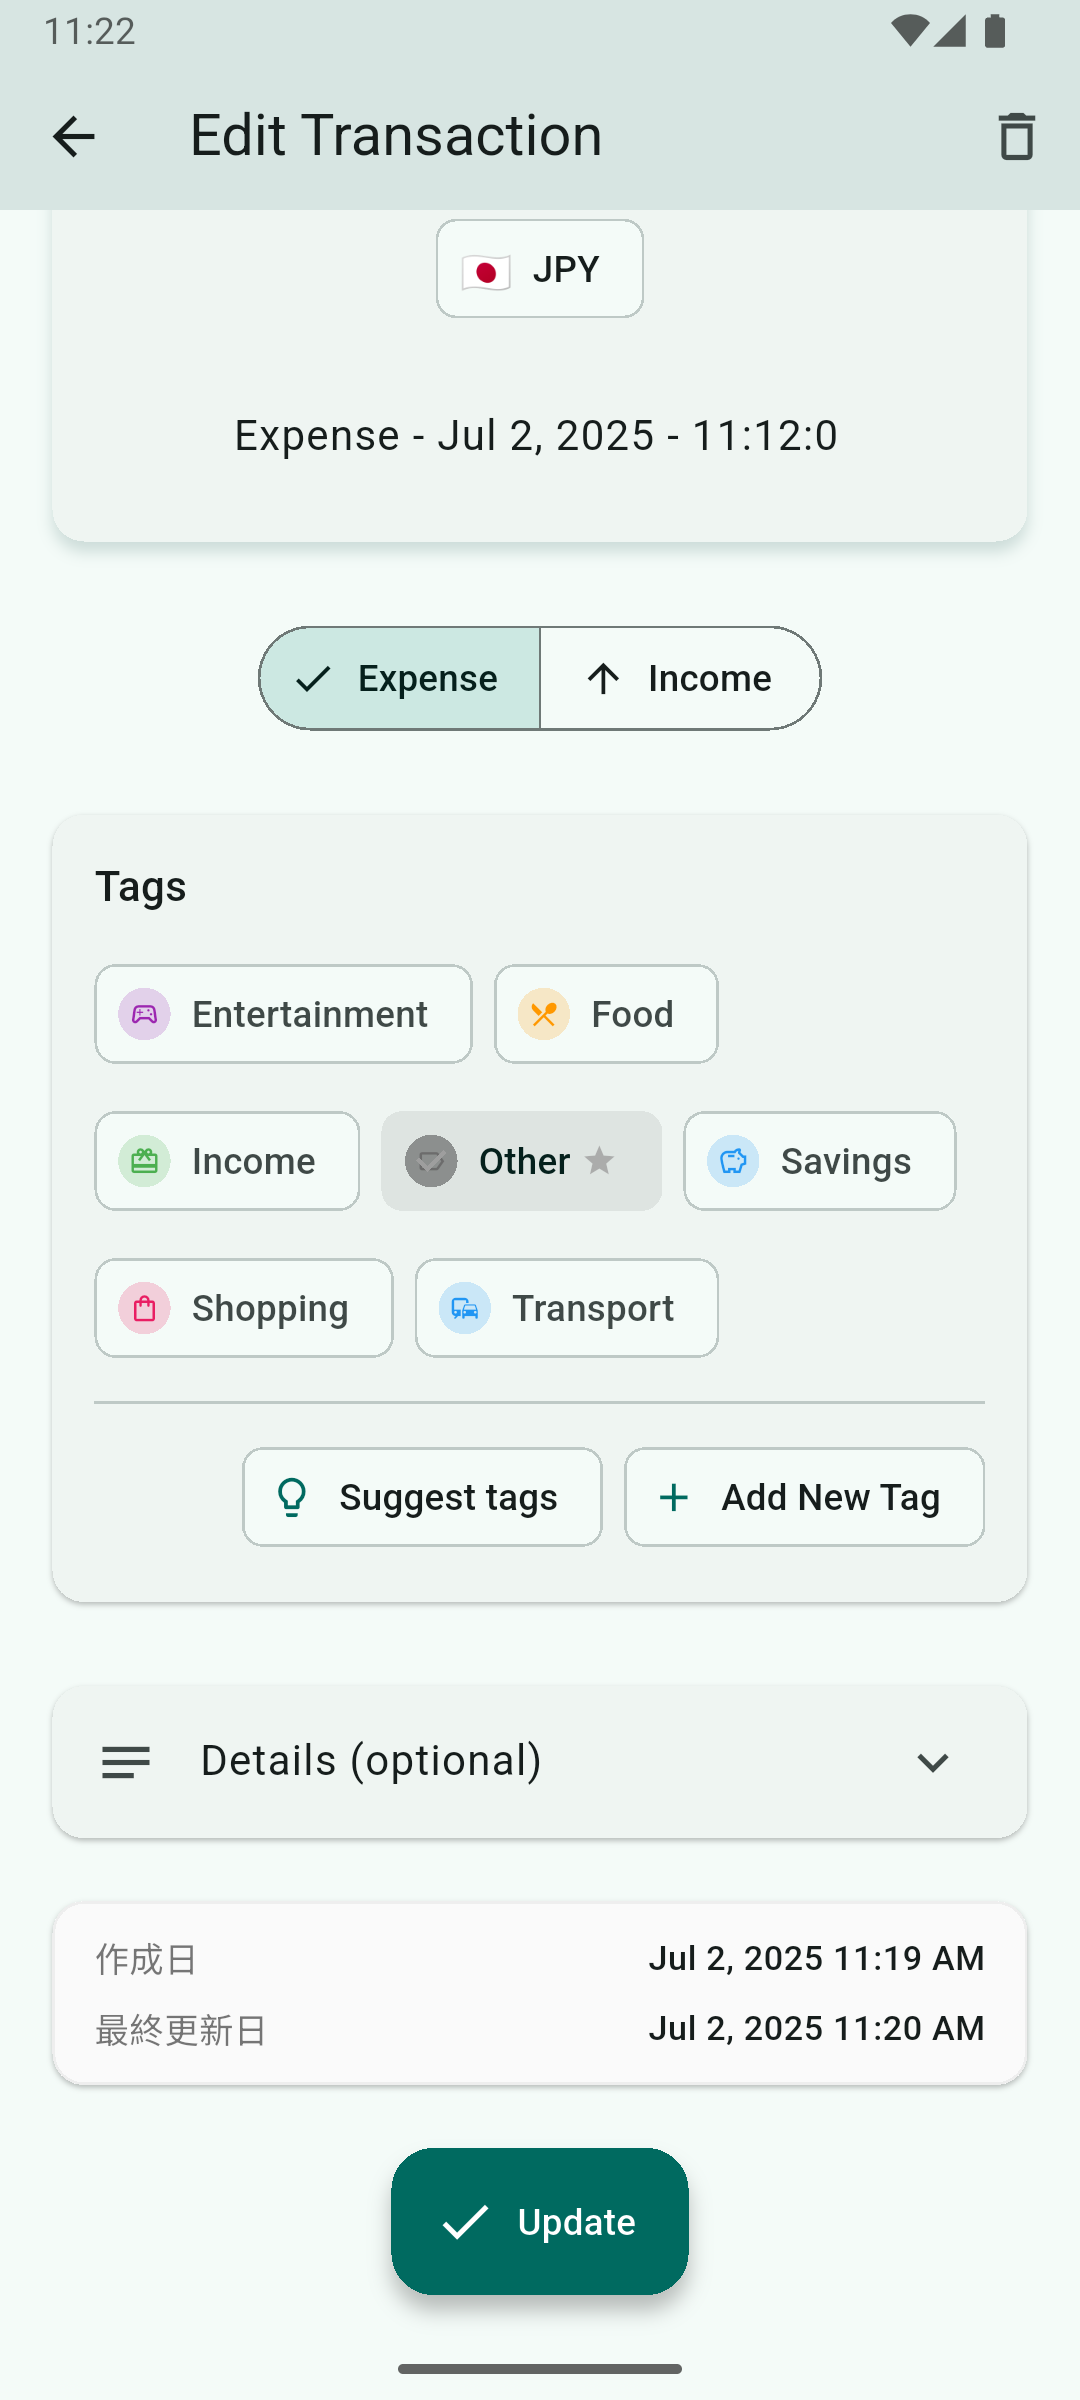 11:22
Edit Transaction
JPY
Expense - Jul 2, 2025 - 11:12:0
Expense
Income
Tags
Entertainment
Food
Income
Other
Savings
Shopping
Transport
Suggest tags
Add New Tag
Details (optional)
作成日
Jul 2, 2025 11:19 AM
最終更新日
Jul 2, 2025 11:20 AM
Update